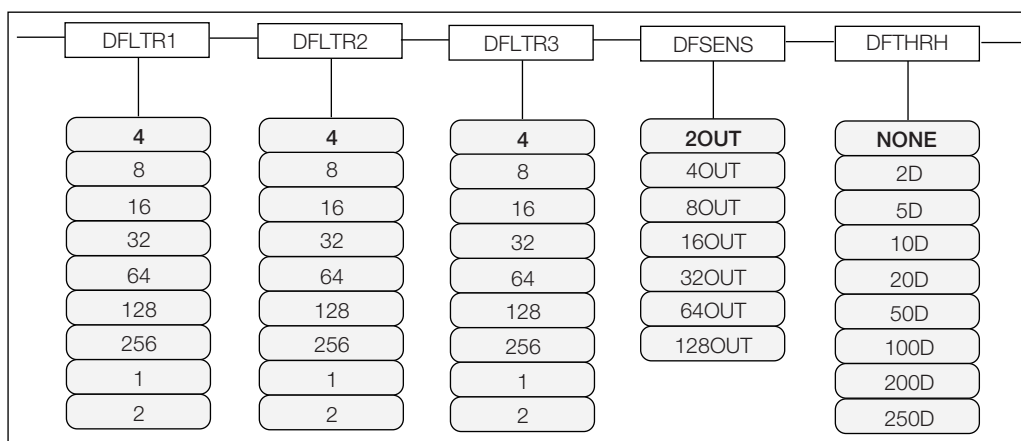 DFLTR1 DFLTR2 DFLTR3 DFSENS DFTHRH
4 4 4 2OUT NONE
8 8 8 4OUT 2D
16 16 16 8OUT 5D
32 32 32 16OUT 10D
64 64 64 32OUT 20D
128 128 128 64OUT 50D
256 256 256 128OUT 100D
1 1 1 200D
2 2 2 250D